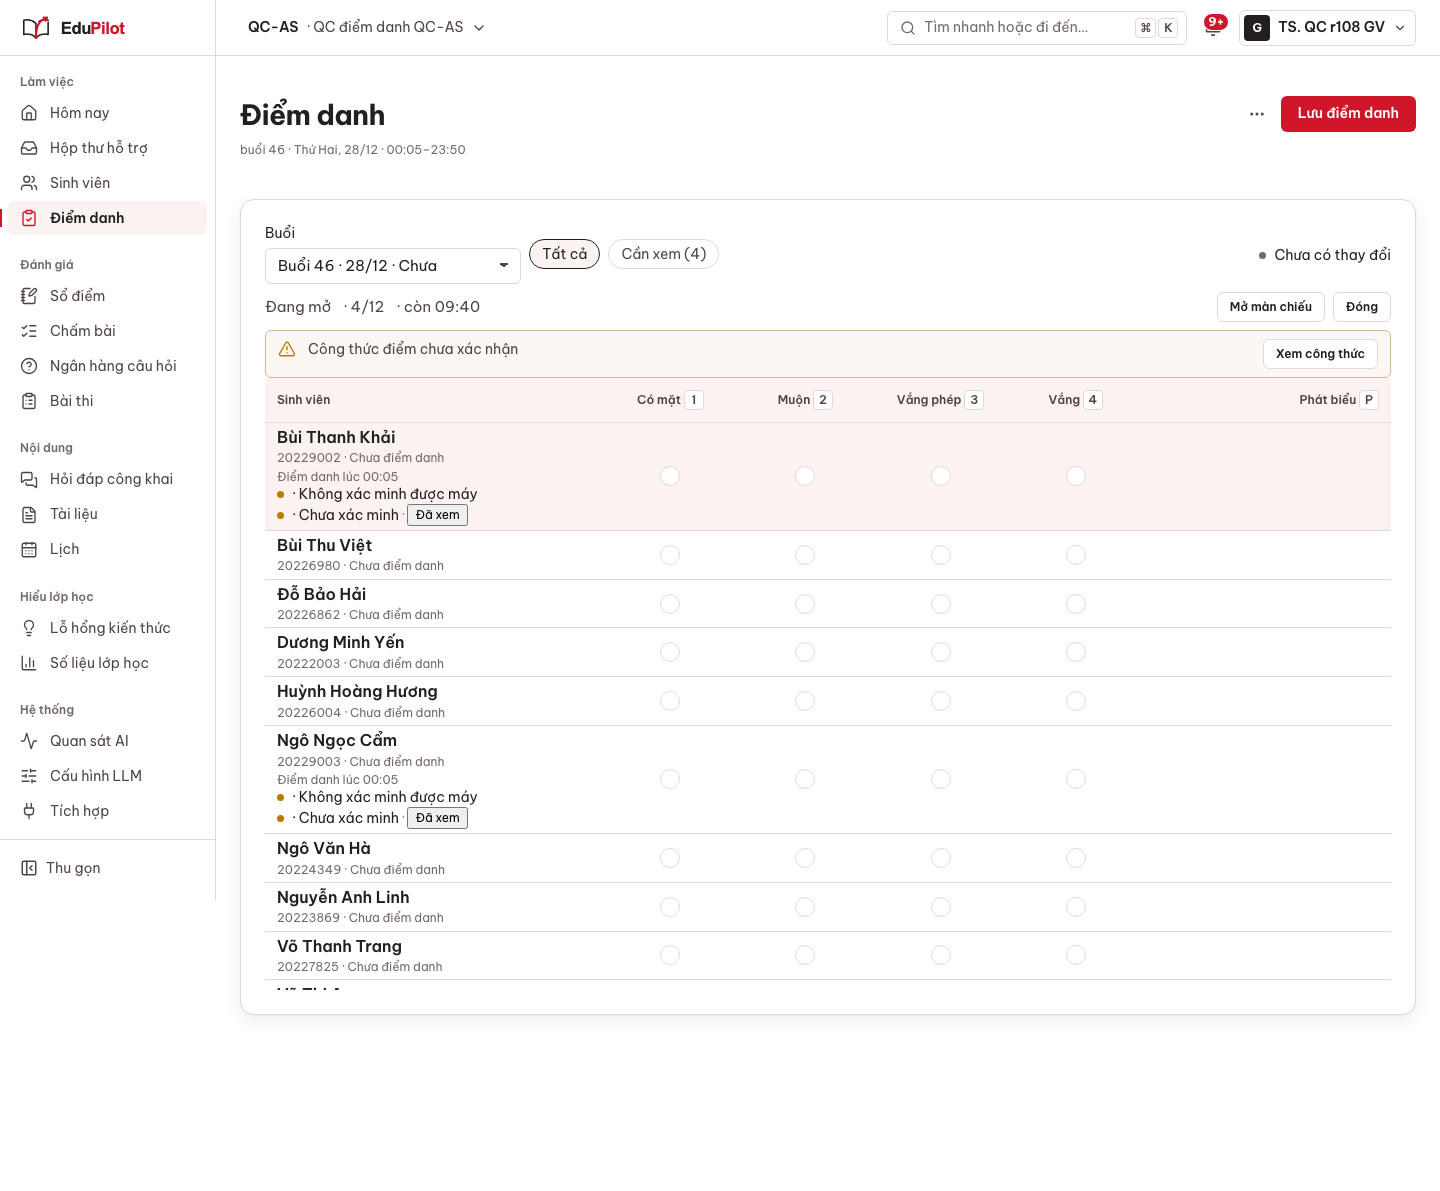 EduPilot
QC-AS · QC điểm danh QC-AS
Tìm nhanh hoặc đi đến...
⌘ K
9+
G TS. QC r108 GV
Làm việc
Hôm nay
Hộp thư hỗ trợ
Sinh viên
Điểm danh
Đánh giá
Sổ điểm
Chấm bài
Ngân hàng câu hỏi
Bài thi
Nội dung
Hỏi đáp công khai
Tài liệu
Lịch
Hiểu lớp học
Lỗ hổng kiến thức
Số liệu lớp học
Hệ thống
Quan sát AI
Cấu hình LLM
Tích hợp
Thu gọn
Điểm danh
Lưu điểm danh
buổi 46 · Thứ Hai, 28/12 · 00:05–23:50
Buổi
Buổi 46 · 28/12 · Chưa
Tất cả
Cần xem (4)
Chưa có thay đổi
Đang mở · 4/12 · còn 09:40
Mở màn chiếu
Đóng
Công thức điểm chưa xác nhận
Xem công thức
Sinh viên Có mặt 1 Muộn 2 Vắng phép 3 Vắng 4 Phát biểu P
Bùi Thanh Khải
20229002 · Chưa điểm danh
Điểm danh lúc 00:05
· Không xác minh được máy
· Chưa xác minh · Đã xem
Bùi Thu Việt
20226980 · Chưa điểm danh
Đỗ Bảo Hải
20226862 · Chưa điểm danh
Dương Minh Yến
20222003 · Chưa điểm danh
Huỳnh Hoàng Hương
20226004 · Chưa điểm danh
Ngô Ngọc Cẩm
20229003 · Chưa điểm danh
Điểm danh lúc 00:05
· Không xác minh được máy
· Chưa xác minh · Đã xem
Ngô Văn Hà
20224349 · Chưa điểm danh
Nguyễn Anh Linh
20223869 · Chưa điểm danh
Võ Thanh Trang
20227825 · Chưa điểm danh